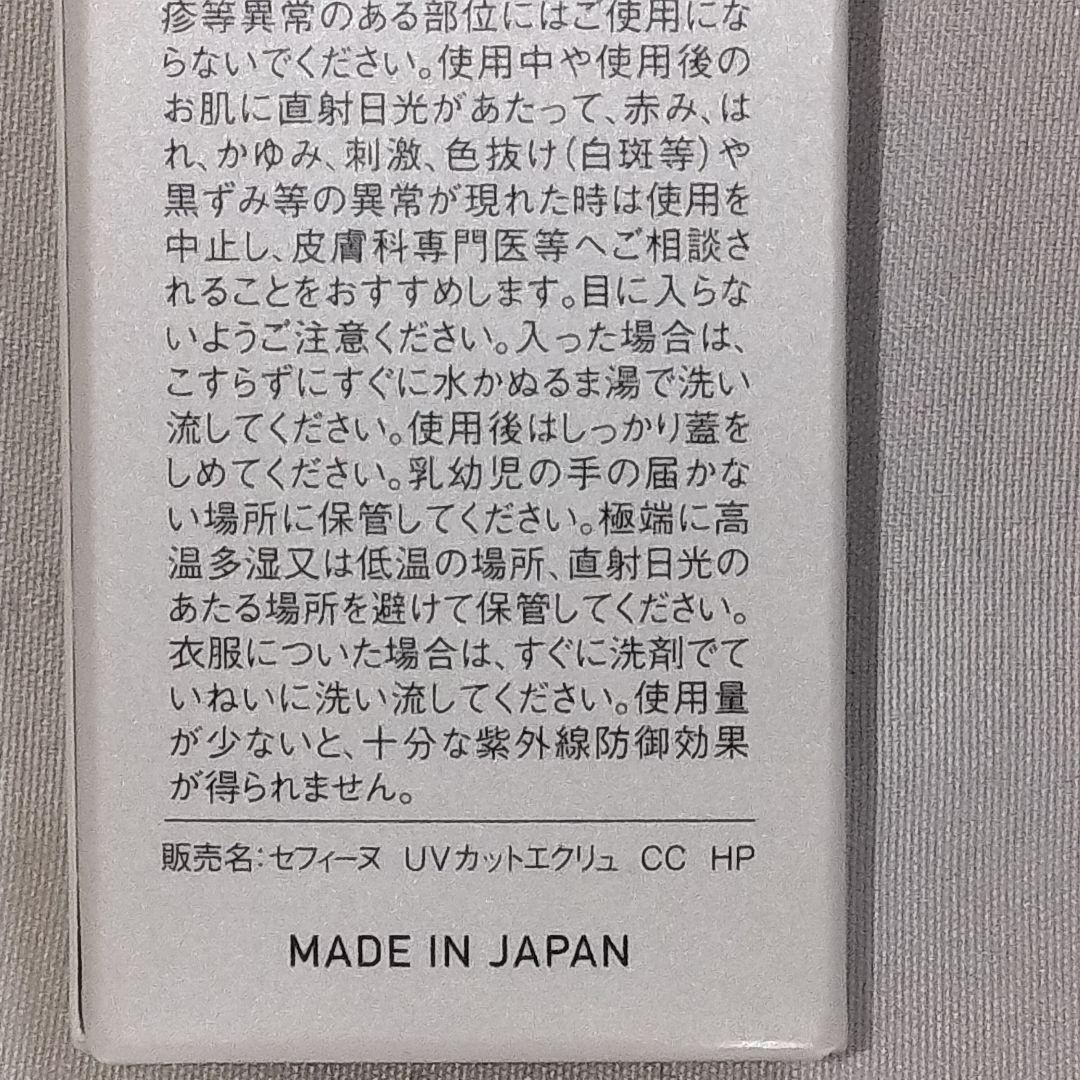 疹等異常のある部位にはご使用にな
らないでください。使用中や使用後の
お肌に直射日光があたって、赤み、は
れ、かゆみ、刺激、色抜け(白斑等)や
黒ずみ等の異常が現れた時は使用を
中止し、皮膚科専門医等へご相談さ
れることをおすすめします。目に入らな
いようご注意ください。入った場合は、
こすらずにすぐに水かぬるま湯で洗い
流してください。使用後はしっかり蓋を
しめてください。乳幼児の手の届かな
い場所に保管してください。極端に高
温多湿又は低温の場所、直射日光の
あたる場所を避けて保管してください。
衣服についた場合は、すぐに洗剤でて
いねいに洗い流してください。使用量
が少ないと、十分な紫外線防御効果
が得られません。
販売名:セフィーヌ UVカットエクリュ CC HP
MADE IN JAPAN